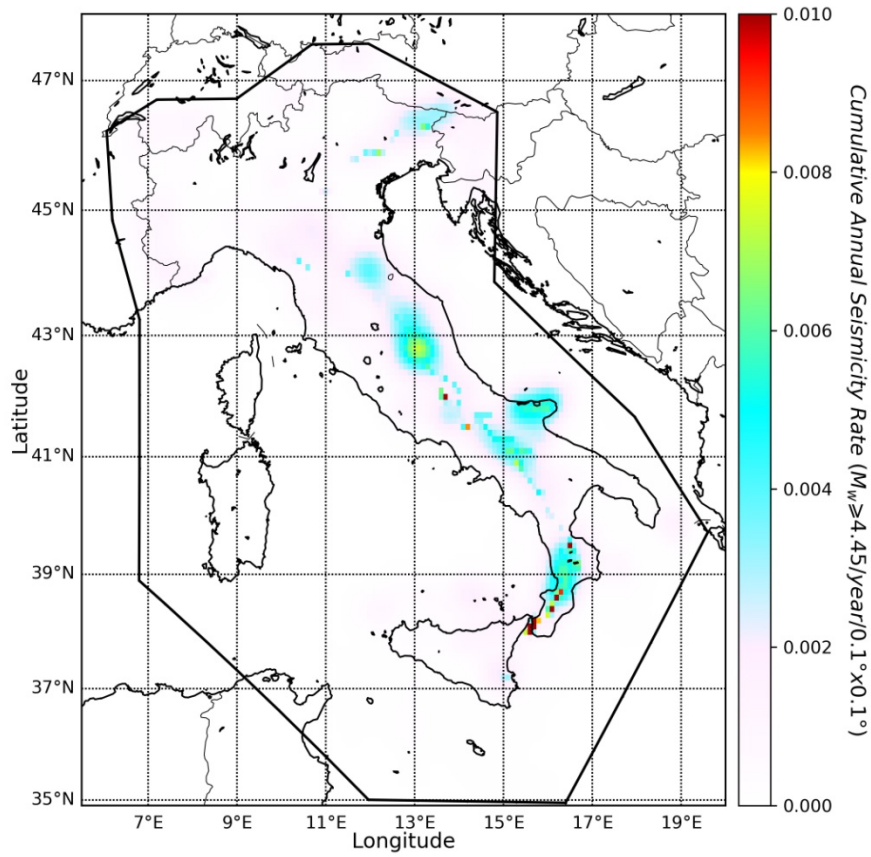 47°N
45°N
43°N
41°N
39°N
37°N
35°N
Latitude
7°E 9°E 11°E 13°E 15°E 17°E 19°E
Longitude
0.010
0.008
0.006
0.004
0.002
0.000
Cumulative Annual Seismicity Rate (M_w⩾4.45/year/0.1°x0.1°)